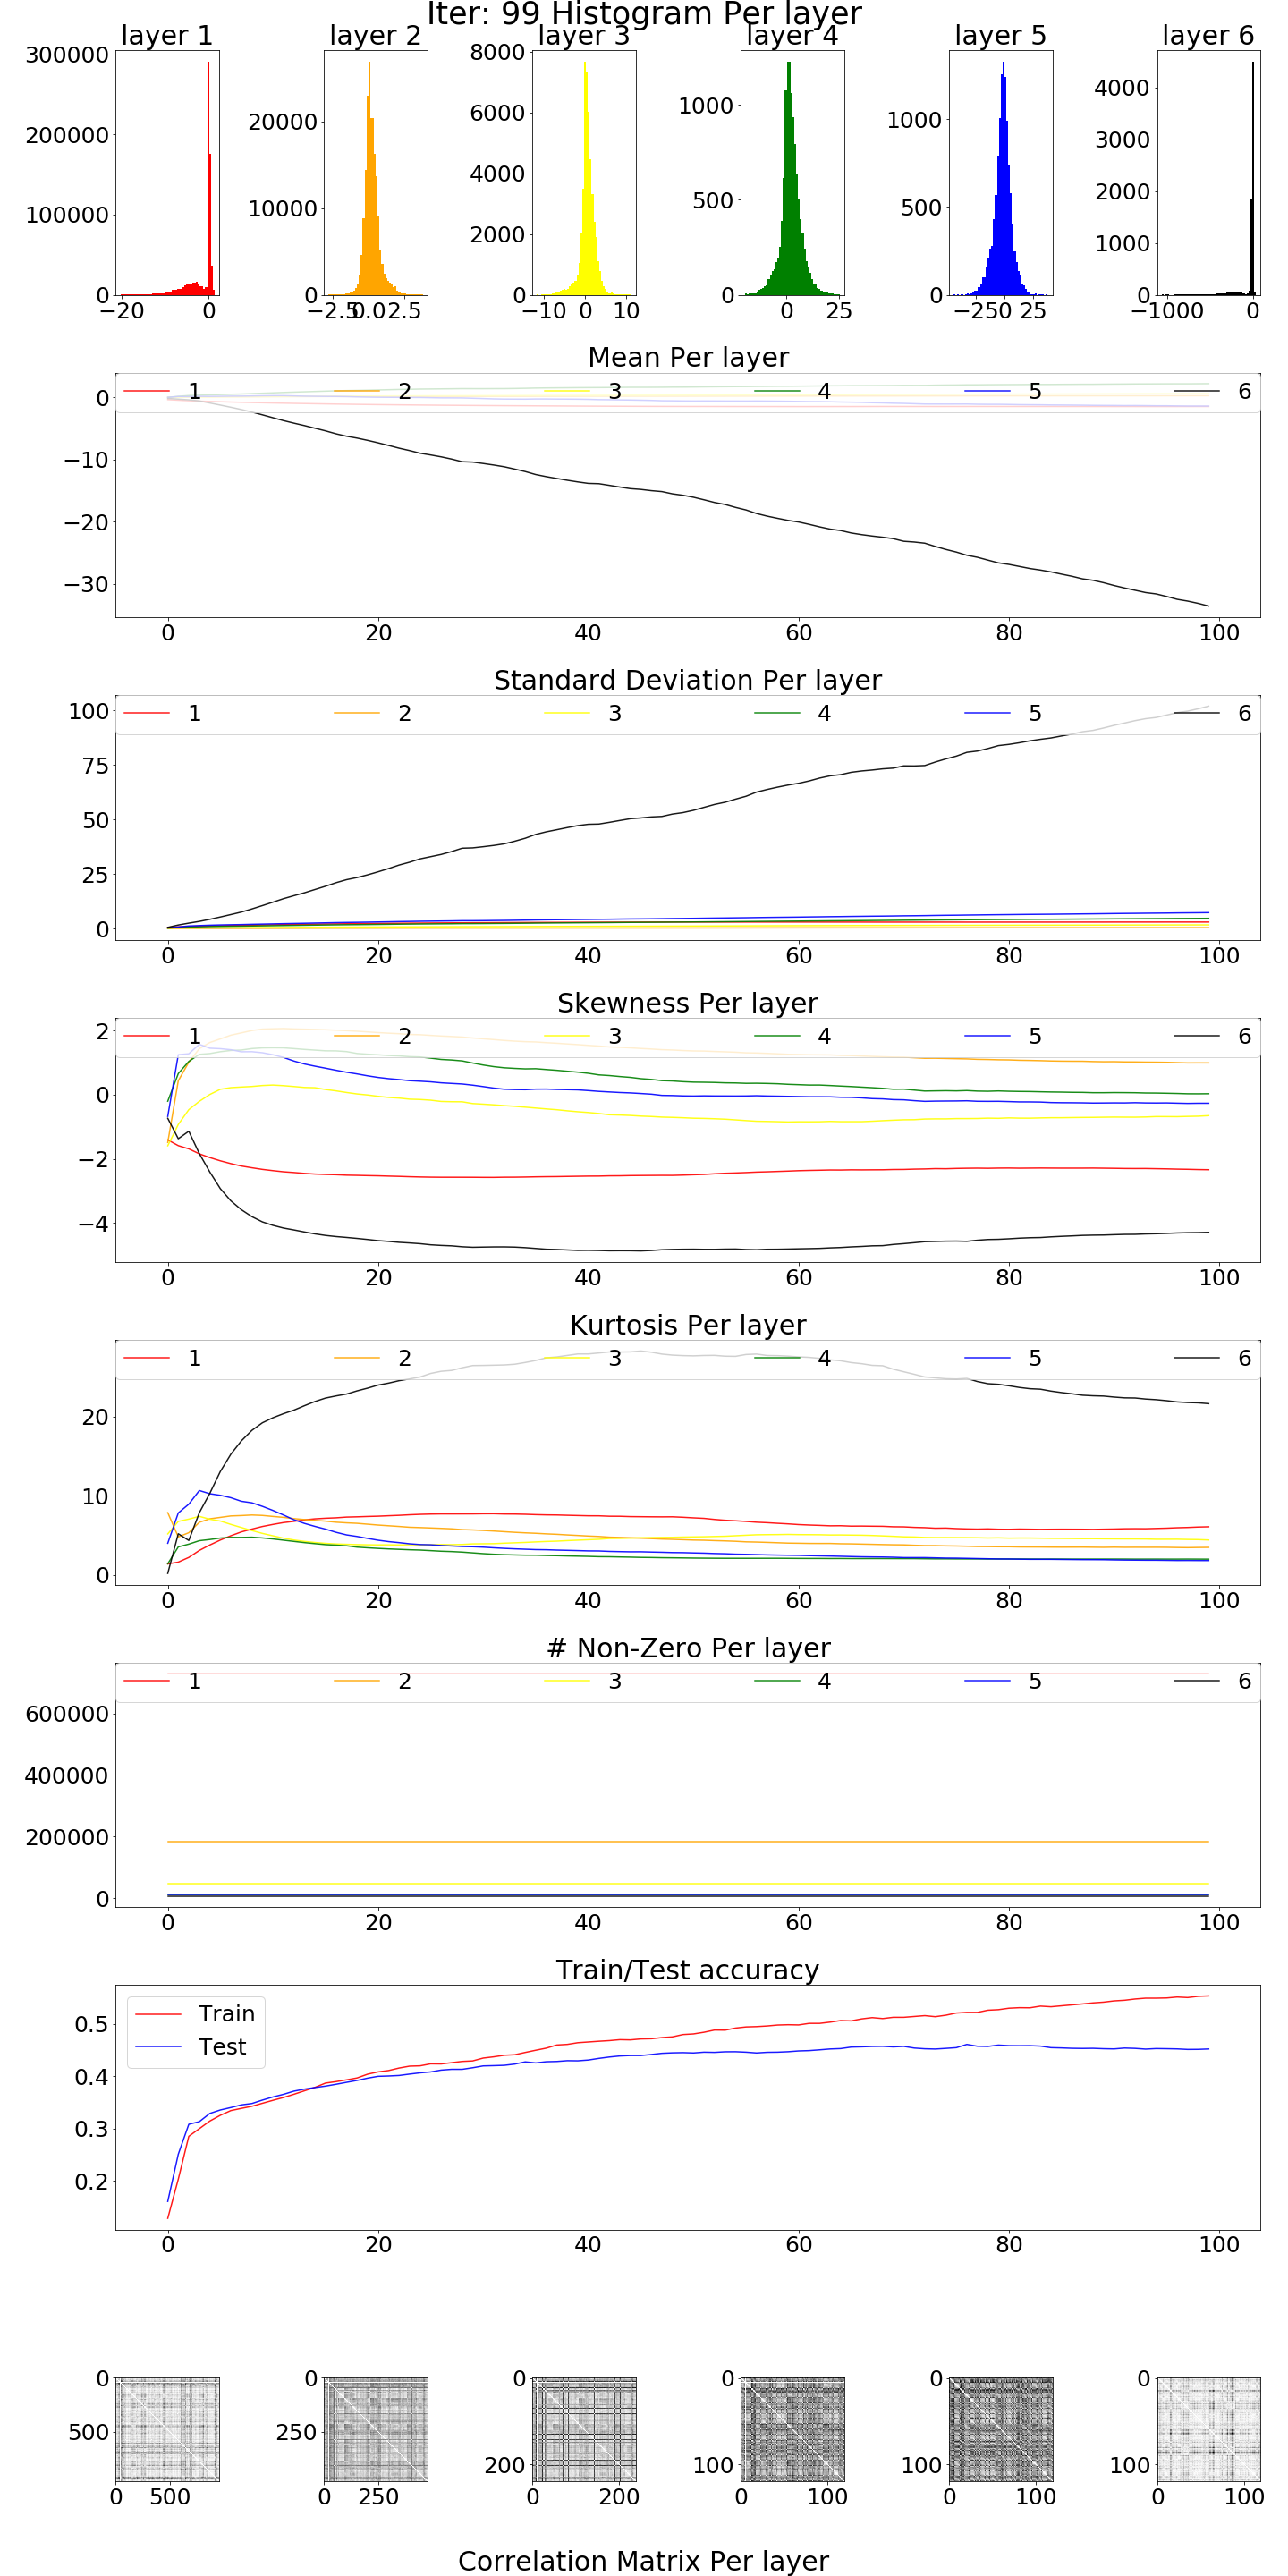 Iter: 99 Histogram Per layer
layer 1 layer 2 layer 3 layer 4 layer 5 layer 6
300000
200000
100000
0
−20 0
20000
10000
0
−2.5 0.0 2.5
8000
6000
4000
2000
0
−10 0 10
1000
500
0
0 25
1000
500
0
−25 0 25
4000
3000
2000
1000
0
−1000 0
Mean Per layer
1 2 3 4 5 6
0
−10
−20
−30
0 20 40 60 80 100
Standard Deviation Per layer
1 2 3 4 5 6
100
75
50
25
0
0 20 40 60 80 100
Skewness Per layer
1 2 3 4 5 6
2
0
−2
−4
0 20 40 60 80 100
Kurtosis Per layer
1 2 3 4 5 6
20
10
0
0 20 40 60 80 100
# Non-Zero Per layer
1 2 3 4 5 6
600000
400000
200000
0
0 20 40 60 80 100
Train/Test accuracy
Train
Test
0.5
0.4
0.3
0.2
0 20 40 60 80 100
0
500
0 500
0
250
0 250
0
200
0 200
0
100
0 100
0
100
0 100
0
100
0 100
Correlation Matrix Per layer